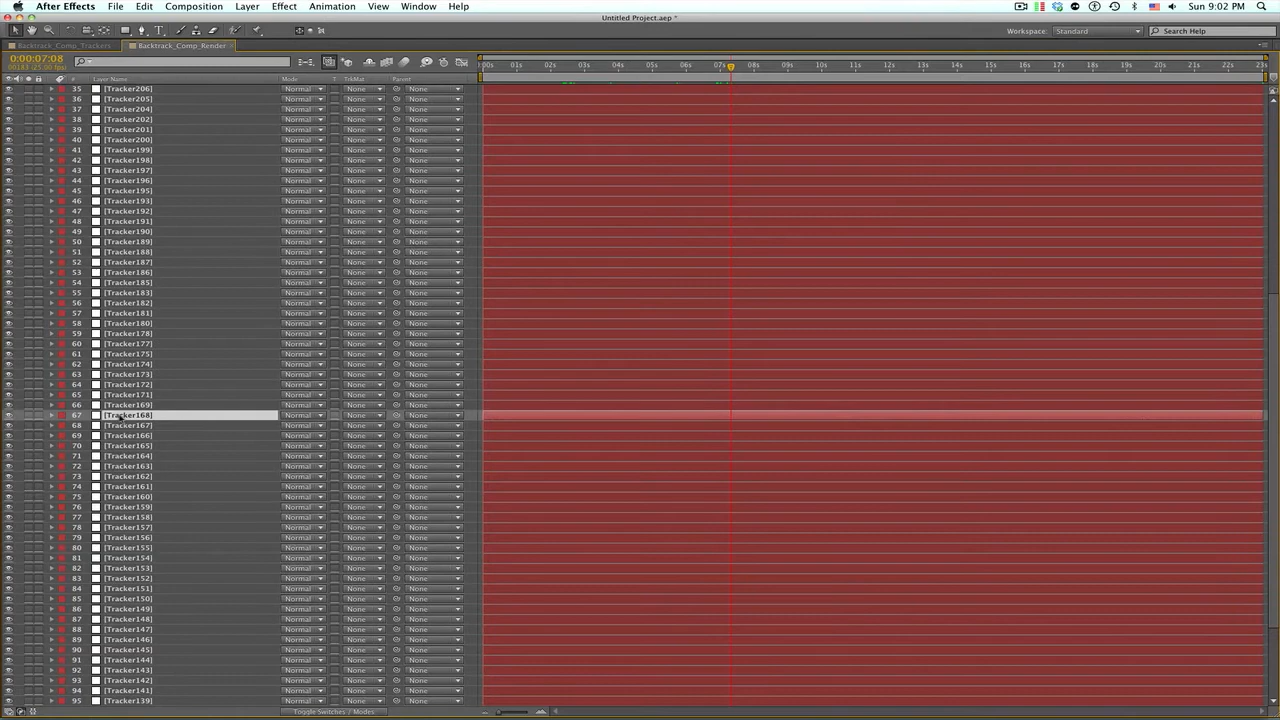 After Effects File Edit Composition Layer Effect Animation View Window Help Sun 9:02 PM
Untitled Project.aep *
Workspace: Standard Search Help
Backtrack_Comp_Trackers Backtrack_Comp_Render
0:00:07:08
00183 (25.00 fps)
:00s 01s 02s 03s 04s 05s 06s 07s 08s 09s 10s 11s 12s 13s 14s 15s 16s 17s 18s 19s 20s 21s 22s 23s
# Layer Name Mode T TrkMat Parent
35 [Tracker206] Normal None None
36 [Tracker205] Normal None None
37 [Tracker204] Normal None None
38 [Tracker202] Normal None None
39 [Tracker201] Normal None None
40 [Tracker200] Normal None None
41 [Tracker199] Normal None None
42 [Tracker198] Normal None None
43 [Tracker197] Normal None None
44 [Tracker196] Normal None None
45 [Tracker195] Normal None None
46 [Tracker193] Normal None None
47 [Tracker192] Normal None None
48 [Tracker191] Normal None None
49 [Tracker190] Normal None None
50 [Tracker189] Normal None None
51 [Tracker188] Normal None None
52 [Tracker187] Normal None None
53 [Tracker186] Normal None None
54 [Tracker185] Normal None None
55 [Tracker183] Normal None None
56 [Tracker182] Normal None None
57 [Tracker181] Normal None None
58 [Tracker180] Normal None None
59 [Tracker178] Normal None None
60 [Tracker177] Normal None None
61 [Tracker175] Normal None None
62 [Tracker174] Normal None None
63 [Tracker173] Normal None None
64 [Tracker172] Normal None None
65 [Tracker171] Normal None None
66 [Tracker169] Normal None None
67 [Tracker168] Normal None None
68 [Tracker167] Normal None None
69 [Tracker166] Normal None None
70 [Tracker165] Normal None None
71 [Tracker164] Normal None None
72 [Tracker163] Normal None None
73 [Tracker162] Normal None None
74 [Tracker161] Normal None None
75 [Tracker160] Normal None None
76 [Tracker159] Normal None None
77 [Tracker158] Normal None None
78 [Tracker157] Normal None None
79 [Tracker156] Normal None None
80 [Tracker155] Normal None None
81 [Tracker154] Normal None None
82 [Tracker153] Normal None None
83 [Tracker152] Normal None None
84 [Tracker151] Normal None None
85 [Tracker150] Normal None None
86 [Tracker149] Normal None None
87 [Tracker148] Normal None None
88 [Tracker147] Normal None None
89 [Tracker146] Normal None None
90 [Tracker145] Normal None None
91 [Tracker144] Normal None None
92 [Tracker143] Normal None None
93 [Tracker142] Normal None None
94 [Tracker141] Normal None None
95 [Tracker139] Normal None None
Toggle Switches / Modes